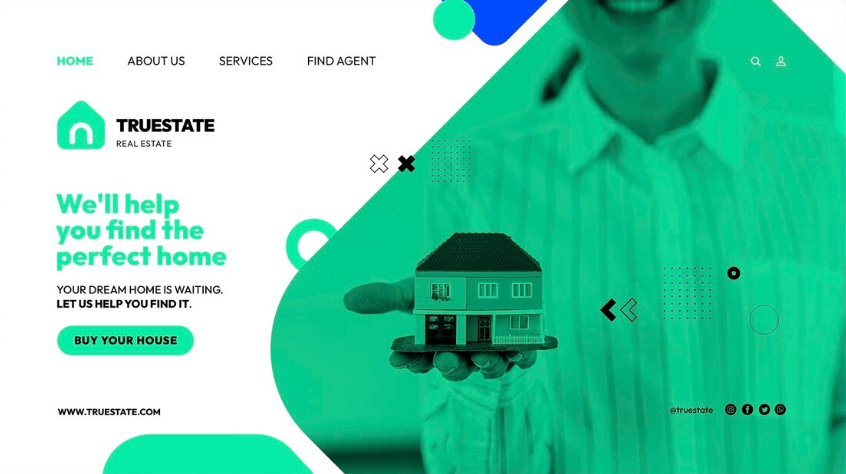 HOME ABOUT US SERVICES FIND AGENT
TRUESTATE
REAL ESTATE
We'll help
you find the
perfect home
YOUR DREAM HOME IS WAITING.
LET US HELP YOU FIND IT.
BUY YOUR HOUSE
WWW.TRUESTATE.COM
@truestate